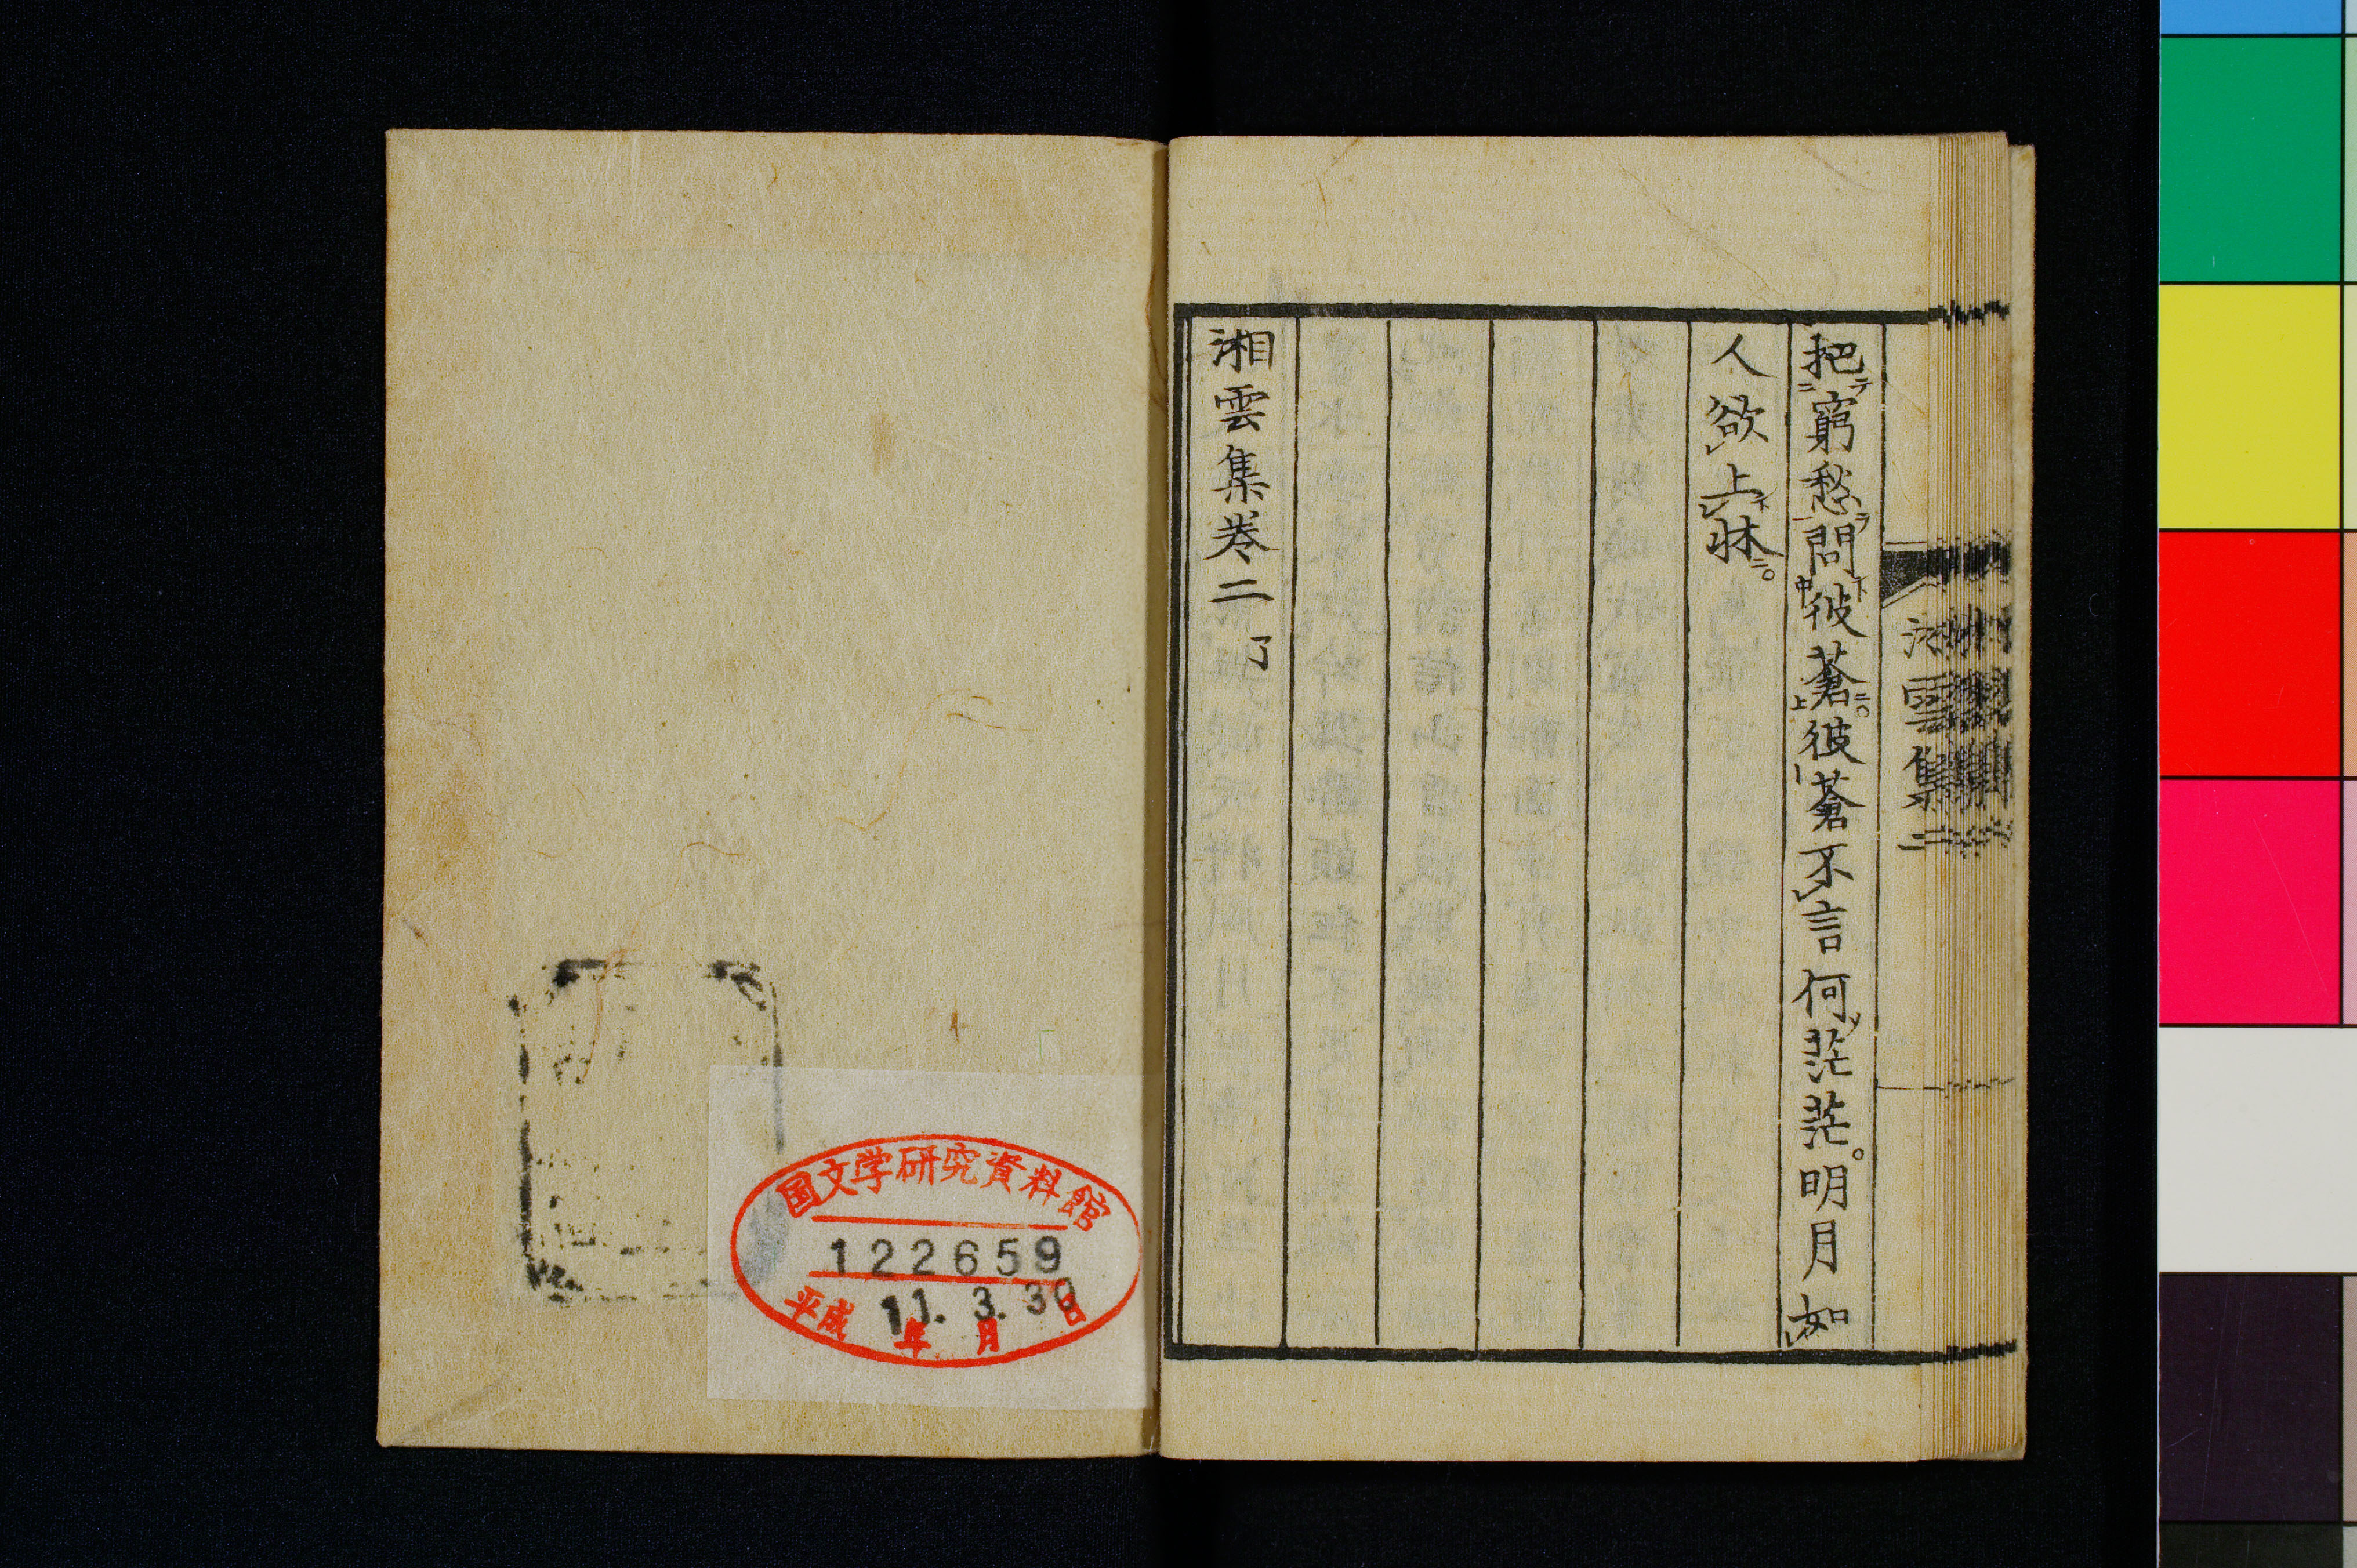 把窮愁問彼蒼彼蒼不言何茫茫。明月如
人欲上牀。
湘雲集卷二 了
湘雲集 二
国文学研究資料館
122659
平成 11年 3.月 30日